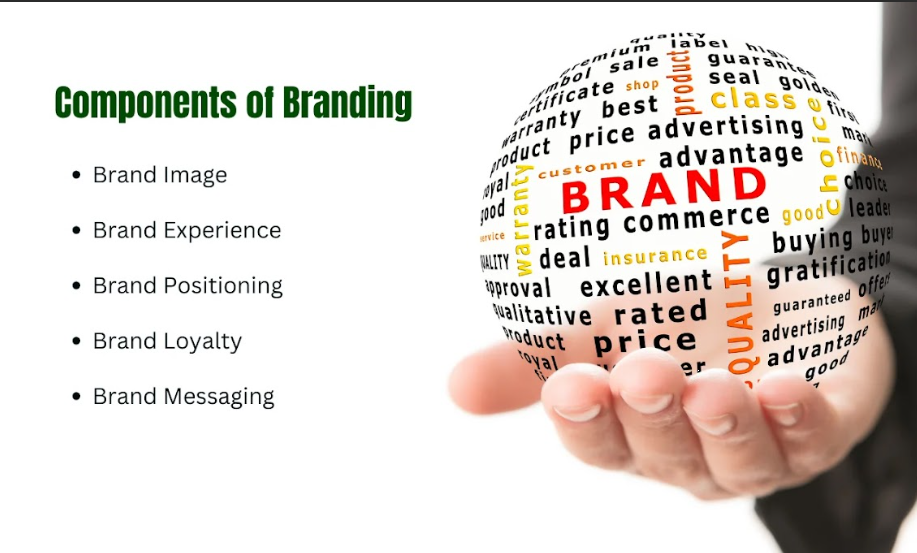 Components of Branding
Brand Image
Brand Experience
Brand Positioning
Brand Loyalty
Brand Messaging
quality
premium label high
symbol sale product guarantee
certificate shop seal golden
warranty best class first
product price advertising choice mark
customer advantage finance
royal warranty BRAND choice
good rating commerce good leader
service deal insurance QUALITY buying buyer
QUALITY excellent gratification
approval rated guaranteed offer
qualitative price advertising
product advantage
royal good